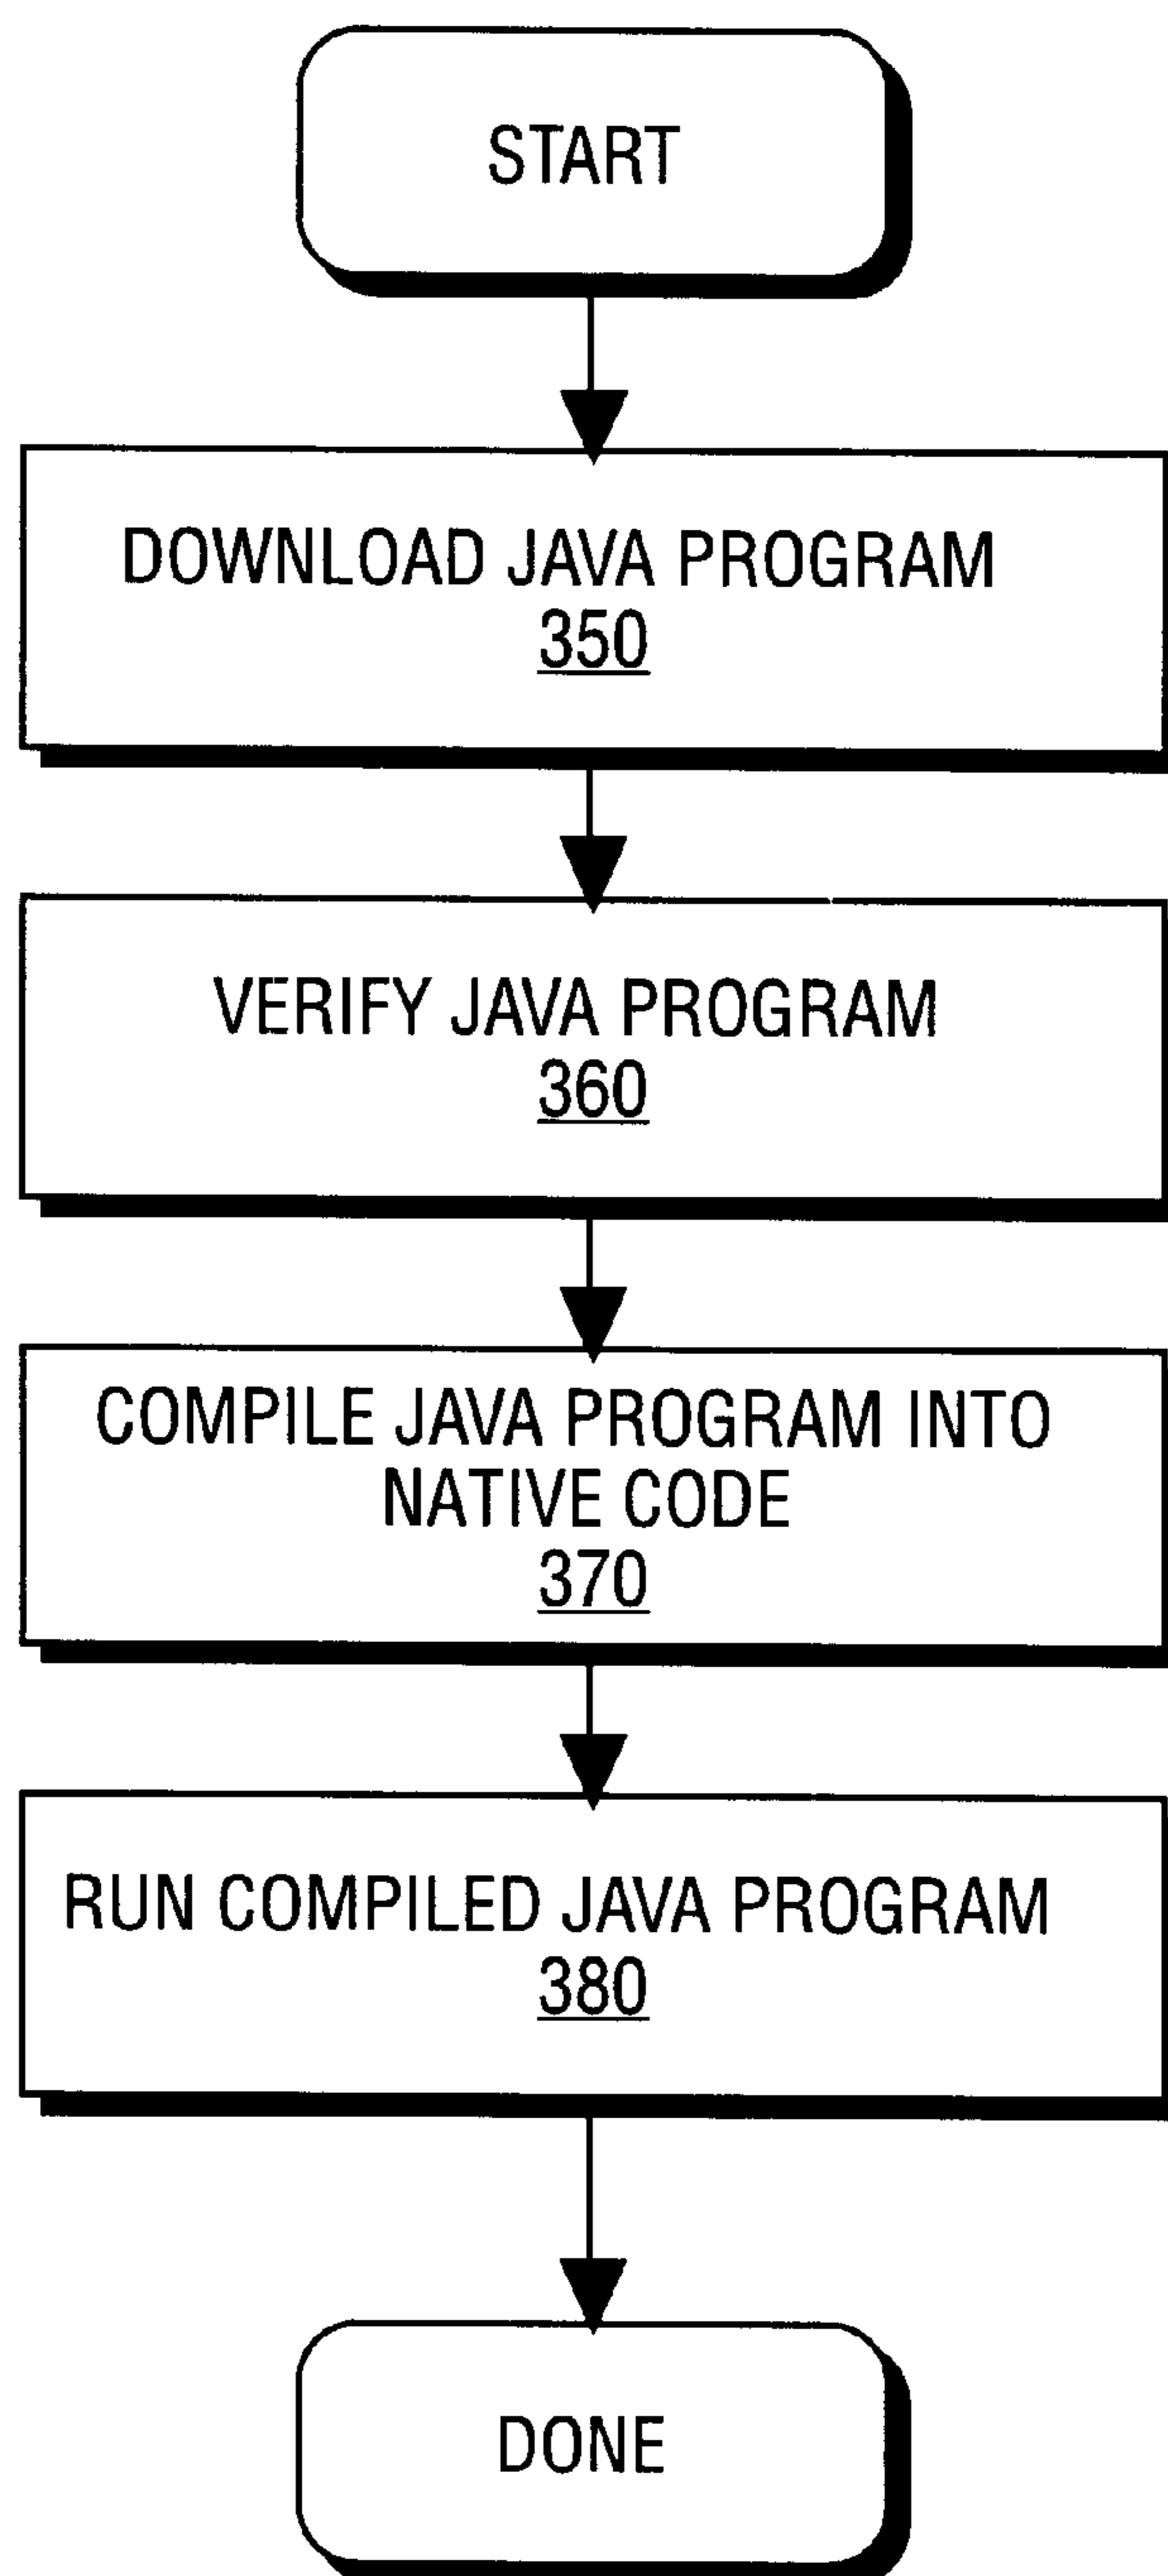 START
DOWNLOAD JAVA PROGRAM
350
VERIFY JAVA PROGRAM
360
COMPILE JAVA PROGRAM INTO
NATIVE CODE
370
RUN COMPILED JAVA PROGRAM
380
DONE